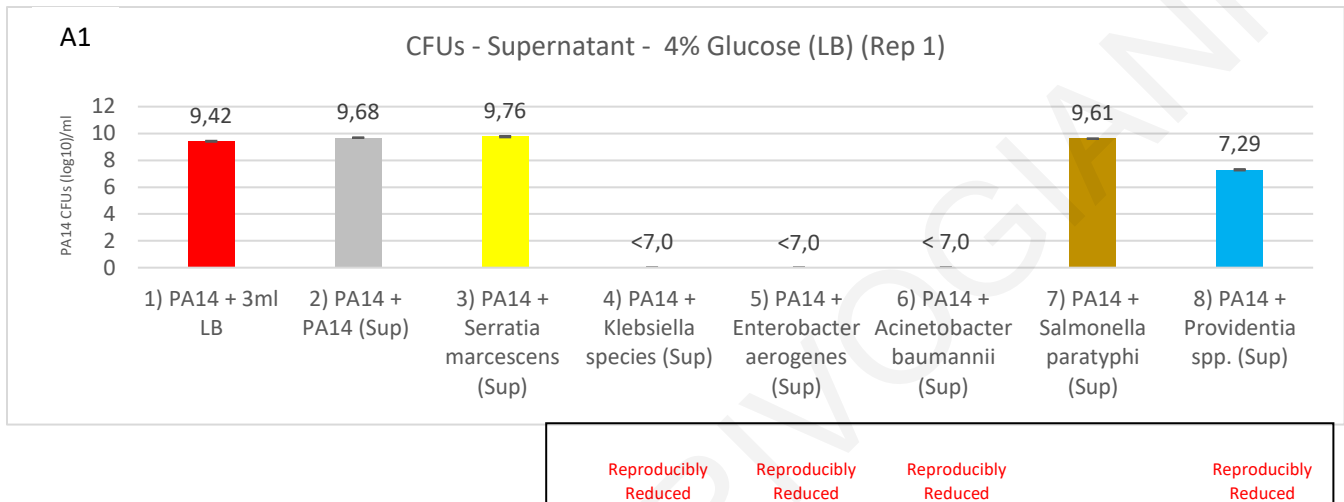 A1
CFUs - Supernatant - 4% Glucose (LB) (Rep 1)
PA14 CFUs (log10)/ml
12
10
8
6
4
2
0
9,42
9,68
9,76
<7,0
<7,0
< 7,0
9,61
7,29
1) PA14 + 3ml
LB
2) PA14 +
PA14 (Sup)
3) PA14 +
Serratia
marcescens
(Sup)
4) PA14 +
Klebsiella
species (Sup)
5) PA14 +
Enterobacter
aerogenes
(Sup)
6) PA14 +
Acinetobacter
baumannii
(Sup)
7) PA14 +
Salmonella
paratyphi
(Sup)
8) PA14 +
Providentia
spp. (Sup)
Reproducibly
Reduced
Reproducibly
Reduced
Reproducibly
Reduced
Reproducibly
Reduced